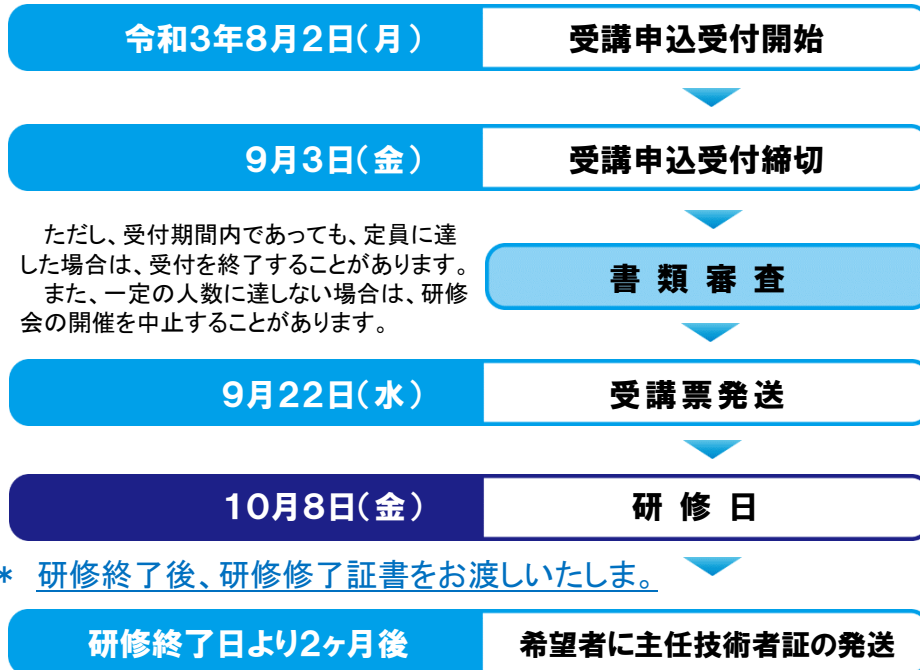 令和3年8月2日(月) 受講申込受付開始
9月3日(金) 受講申込受付締切
ただし、受付期間内であっても、定員に達
した場合は、受付を終了することがあります。
また、一定の人数に達しない場合は、研修
会の開催を中止することがあります。
書類審査
9月22日(水) 受講票発送
10月8日(金) 研修日
* 研修終了後、研修修了証書をお渡しいたしま。
研修終了日より2ヶ月後 希望者に主任技術者証の発送